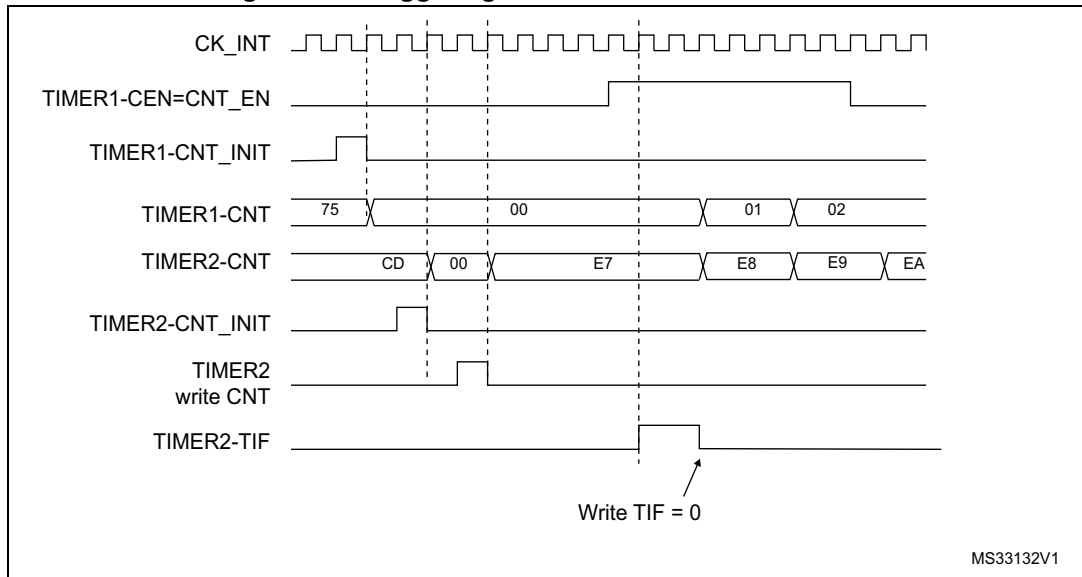 CK_INT
TIMER1-CEN=CNT_EN
TIMER1-CNT_INIT
TIMER1-CNT 75 00 01 02
TIMER2-CNT CD 00 E7 E8 E9 EA
TIMER2-CNT_INIT
TIMER2
write CNT
TIMER2-TIF
Write TIF = 0
MS33132V1